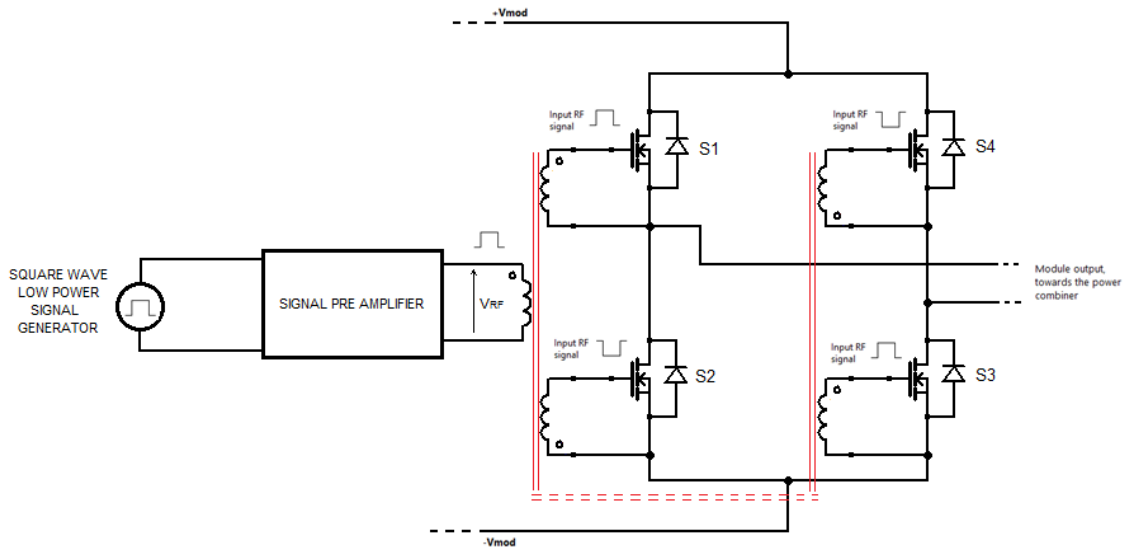 +Vmod
Input RF
signal
S1
Input RF
signal
S4
SQUARE WAVE
LOW POWER
SIGNAL
GENERATOR
SIGNAL PRE AMPLIFIER
VRF
Module output,
towards the power
combiner
Input RF
signal
S2
Input RF
signal
S3
-Vmod